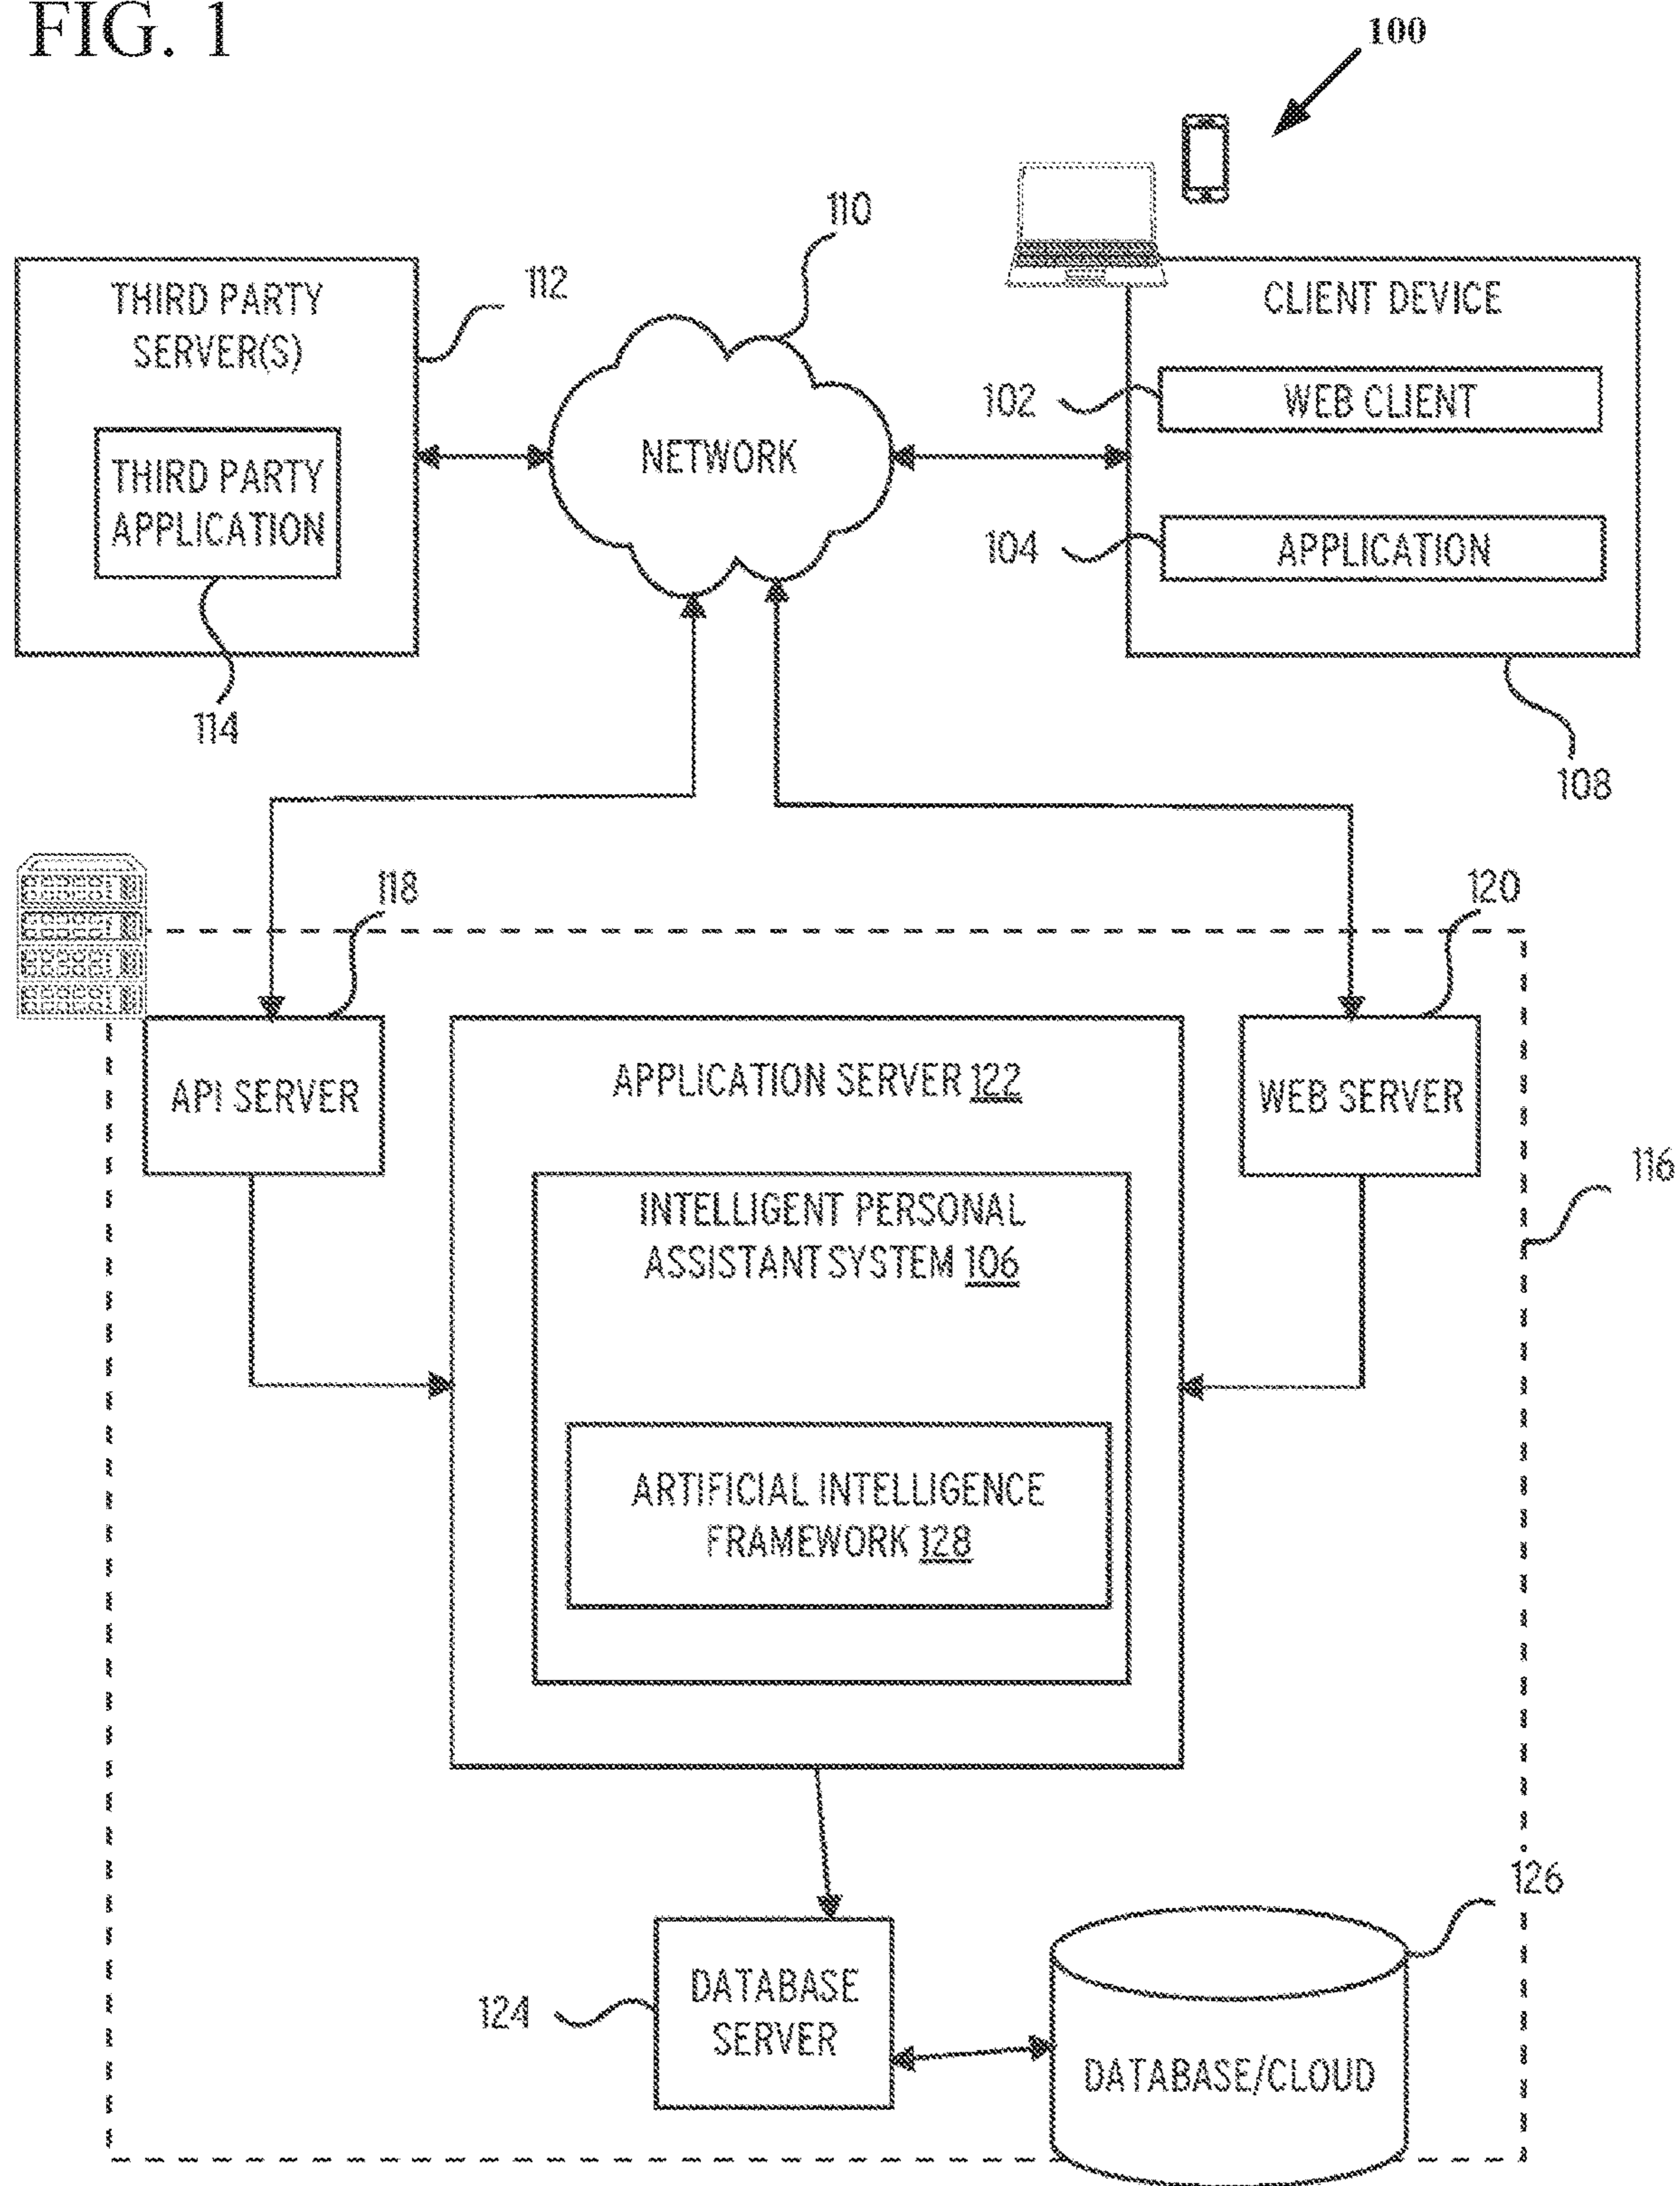 FIG. 1
100
110
112
THIRD PARTY
SERVER(S)
CLIENT DEVICE
102
WEB CLIENT
NETWORK
THIRD PARTY
APPLICATION
104
APPLICATION
114
108
118
120
API SERVER
APPLICATION SERVER 122
WEB SERVER
116
INTELLIGENT PERSONAL
ASSISTANT SYSTEM 106
ARTIFICIAL INTELLIGENCE
FRAMEWORK 128
126
124
DATABASE
SERVER
DATABASE/CLOUD